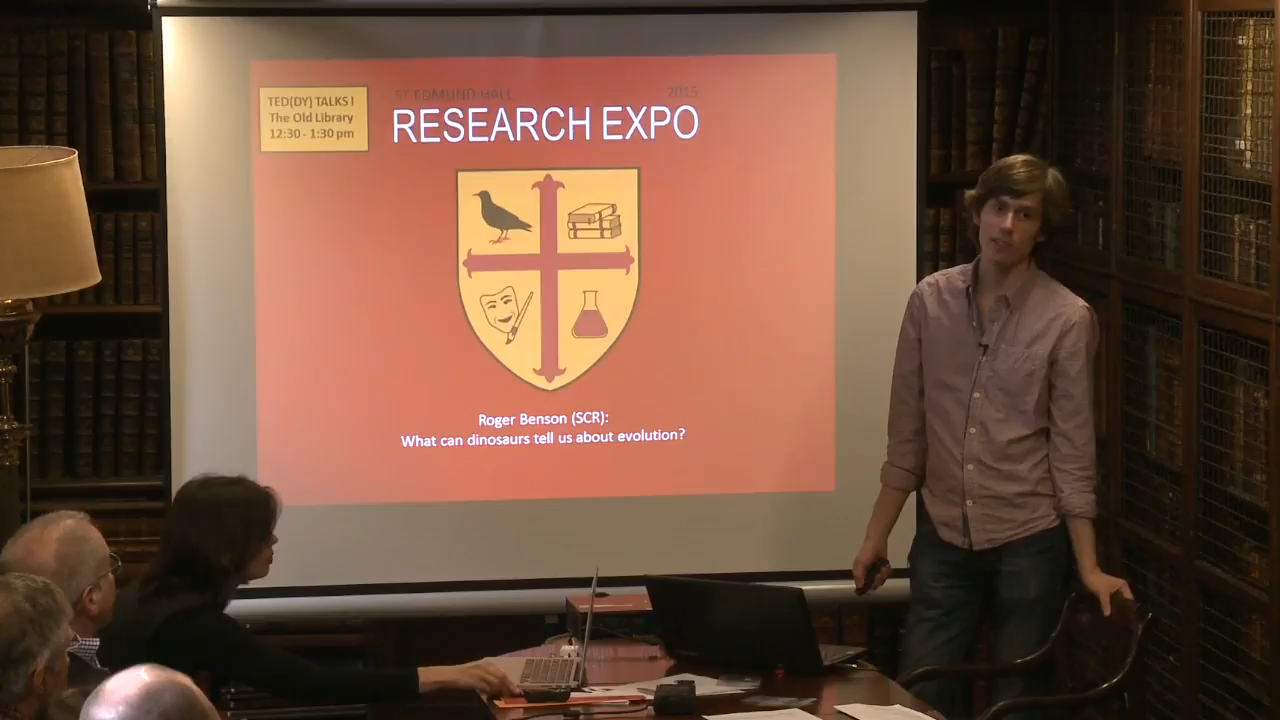 TED(DY) TALKS !
The Old Library
12:30 - 1:30 pm
ST EDMUND HALL 2015
RESEARCH EXPO
Roger Benson (SCR):
What can dinosaurs tell us about evolution?